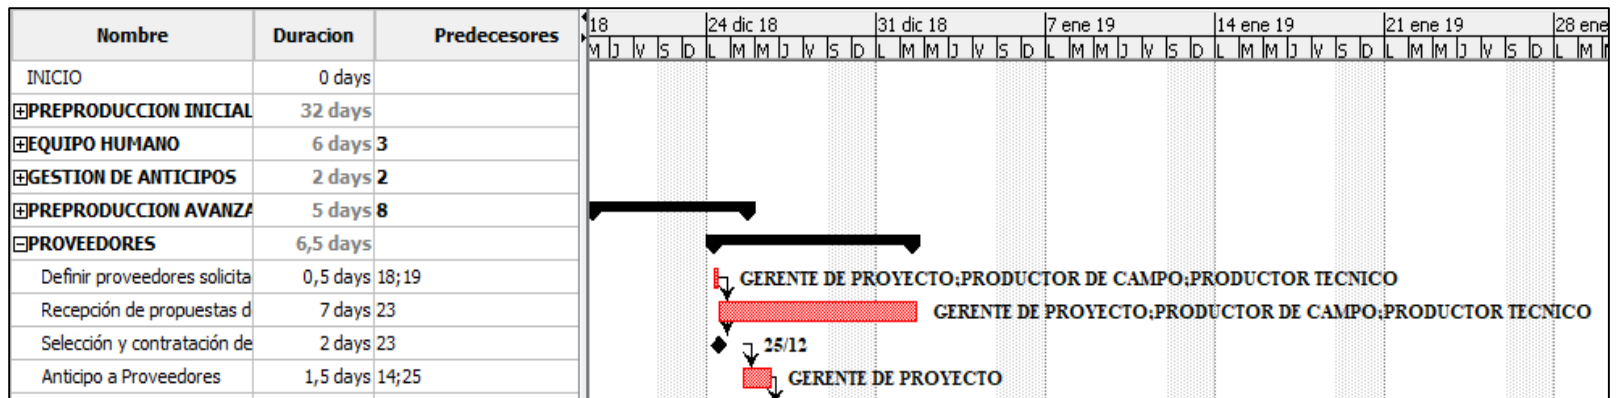 Nombre Duracion Predecesores 18 24 dic 18 31 dic 18 7 ene 19 14 ene 19 21 ene 19 28 ene
M J V S D L M M J V S D L M M J V S D L M M J V S D L M M J V S D L M M J V S D L M
INICIO 0 days
PREPRODUCCION INICIAL 32 days
EQUIPO HUMANO 6 days 3
GESTION DE ANTICIPOS 2 days 2
PREPRODUCCION AVANZA 5 days 8
PROVEEDORES 6,5 days
Definir proveedores solicita 0,5 days 18;19 GERENTE DE PROYECTO;PRODUCTOR DE CAMPO;PRODUCTOR TECNICO
Recepción de propuestas d 7 days 23 GERENTE DE PROYECTO;PRODUCTOR DE CAMPO;PRODUCTOR TECNICO
Selección y contratación de 2 days 23 25/12
Anticipo a Proveedores 1,5 days 14;25 GERENTE DE PROYECTO